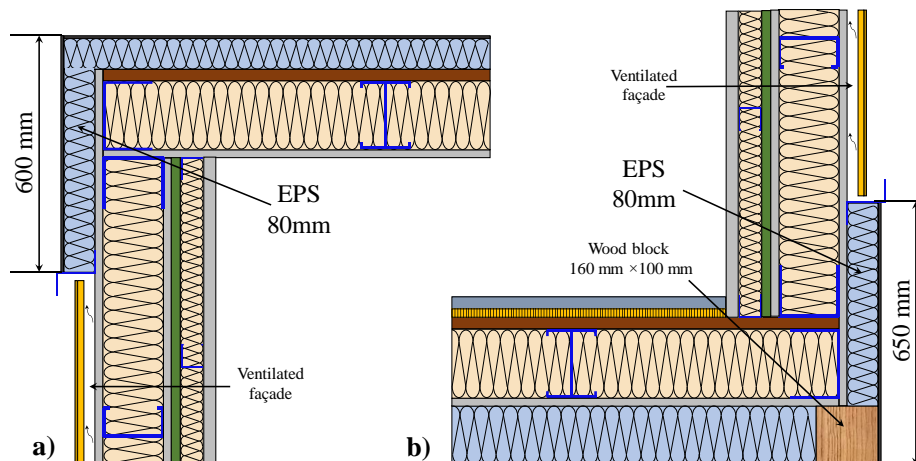 600 mm
EPS
80mm
Ventilated
façade
a)
Ventilated
façade
EPS
80mm
Wood block
160 mm ×100 mm
650 mm
b)